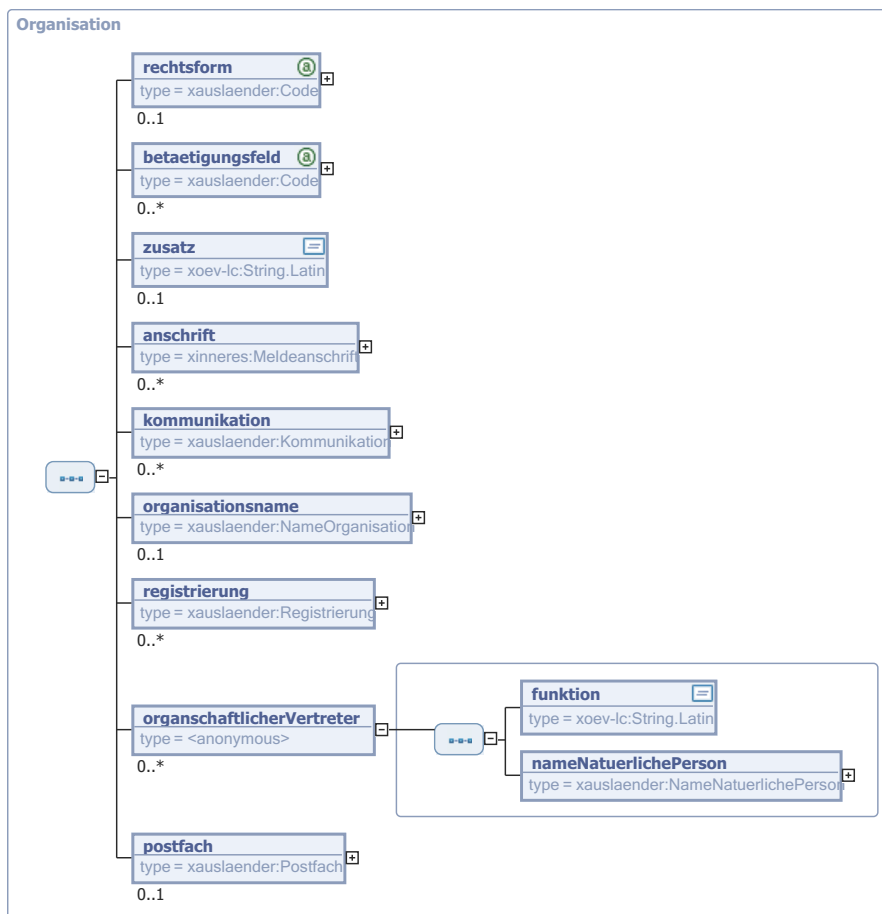 Organisation
rechtsform a
type = xauslaender:Code
0..1
betaetigungsfeld a
type = xauslaender:Code
0..*
zusatz
type = xoev-lc:String.Latin
0..1
anschrift
type = xinneres:Meldeanschrift
0..*
kommunikation
type = xauslaender:Kommunikation
0..*
organisationsname
type = xauslaender:NameOrganisation
0..1
registrierung
type = xauslaender:Registrierung
0..*
organschaftlicherVertreter
type = <anonymous>
0..*
funktion
type = xoev-lc:String.Latin
nameNatuerlichePerson
type = xauslaender:NameNatuerlichePerson
postfach
type = xauslaender:Postfach
0..1